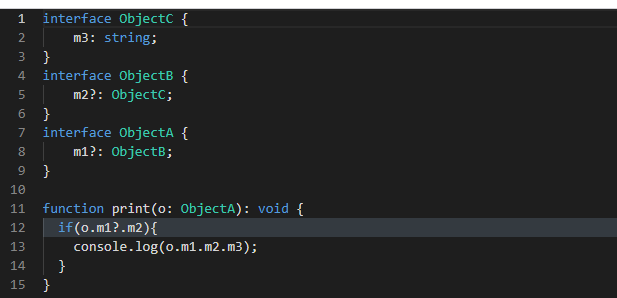 1 interface ObjectC {
2     m3: string;
3 }
4 interface ObjectB {
5     m2?: ObjectC;
6 }
7 interface ObjectA {
8     m1?: ObjectB;
9 }
10
11 function print(o: ObjectA): void {
12   if(o.m1?.m2){
13     console.log(o.m1.m2.m3);
14   }
15 }